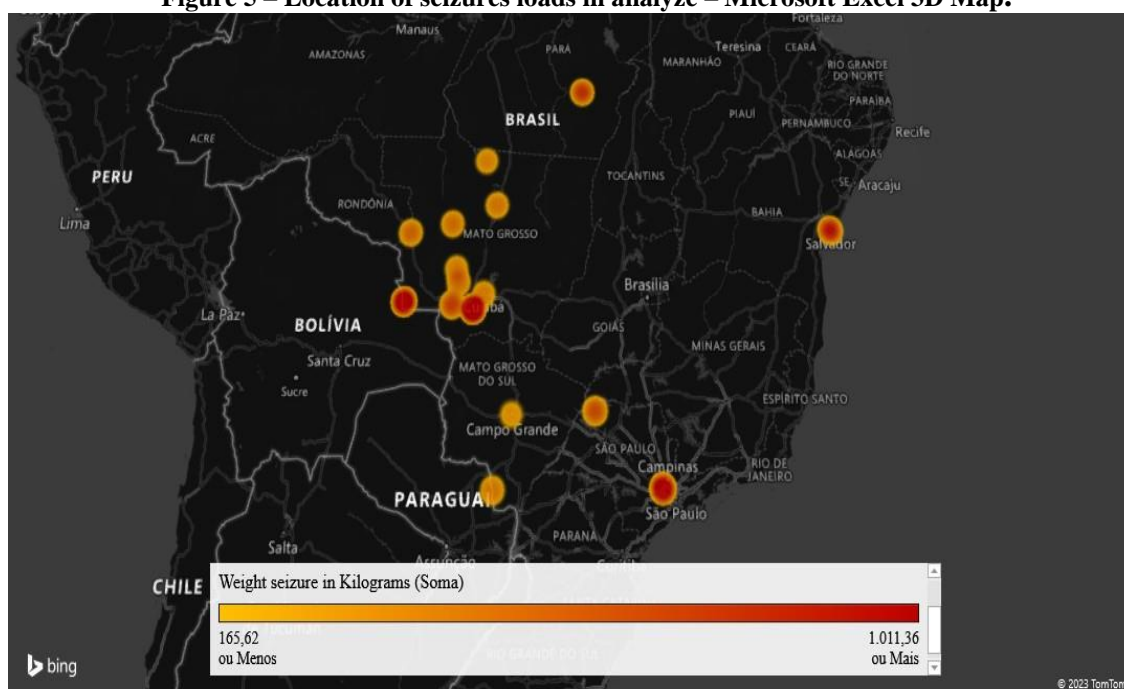 Figure 5 – Location of seizures loads in analyze – Microsoft Excel 3D Map.
Manaus
Fortaleza
AMAZONAS
PARÁ
MARANHÃO
Teresina
CEARÁ
RIO GRANDE
DO NORTE
BRASIL
PIAUÍ
PARAÍBA
PERNAMBUCO
Recife
ACRE
ALAGOAS
PERU
TOCANTINS
SE.
Aracaju
RONDÔNIA
BAHIA
Lima
MATO GROSSO
Salvador
Brasília
La Paz
BOLÍVIA
GOIÁS
MINAS GERAIS
Santa Cruz
MATO GROSSO
DO SUL
Sucre
ESPÍRITO SANTO
Campo Grande
SÃO PAULO
Campinas
RIO DE
JANEIRO
PARAGUAI
São Paulo
PARANÁ
Salta
Assunção
CHILE
Weight seizure in Kilograms (Soma)
165,62
ou Menos
1.011,36
ou Mais
bing
© 2023 TomTom